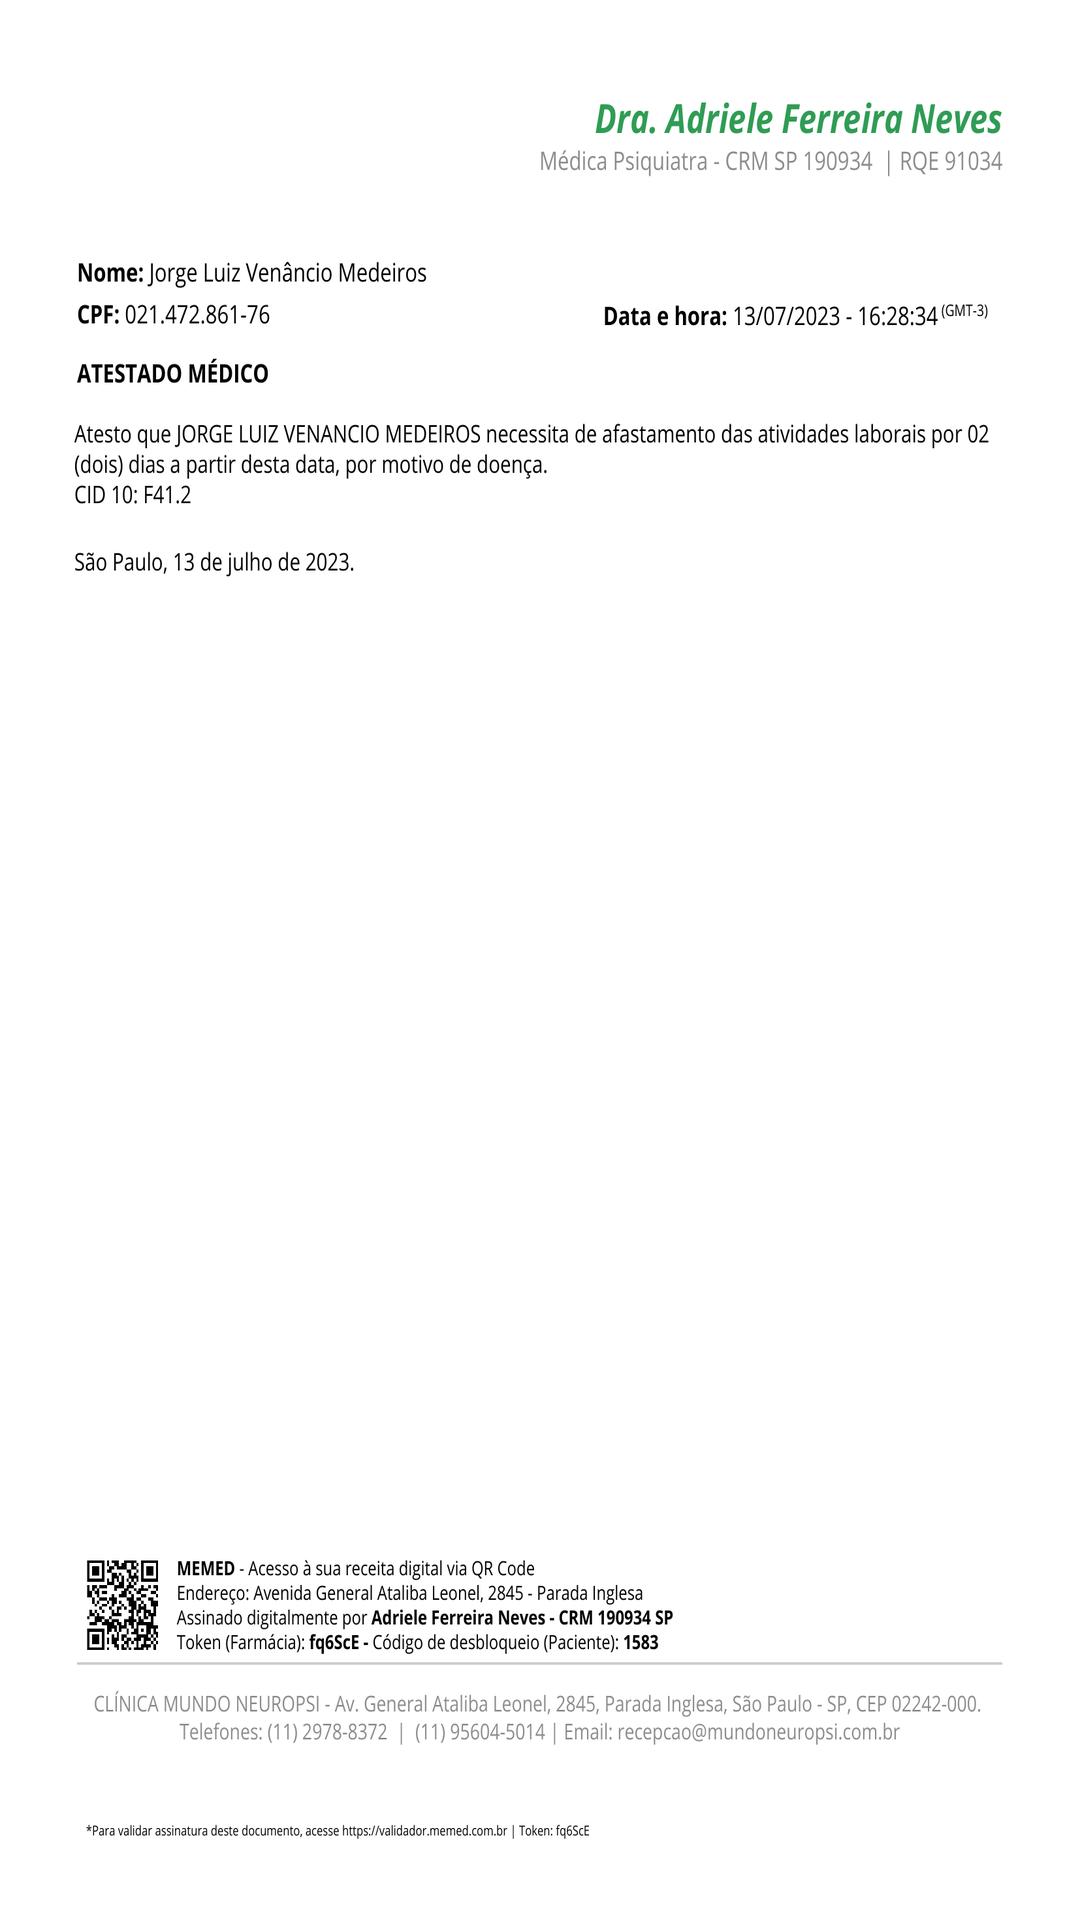 Dra. Adriele Ferreira Neves
Médica Psiquiatra - CRM SP 190934 | RQE 91034
Nome: Jorge Luiz Venâncio Medeiros
CPF: 021.472.861-76
Data e hora: 13/07/2023 - 16:28:34 (GMT-3)
ATESTADO MÉDICO
Atesto que JORGE LUIZ VENANCIO MEDEIROS necessita de afastamento das atividades laborais por 02
(dois) dias a partir desta data, por motivo de doença.
CID 10: F41.2
São Paulo, 13 de julho de 2023.
MEMED - Acesso à sua receita digital via QR Code
Endereço: Avenida General Ataliba Leonel, 2845 - Parada Inglesa
Assinado digitalmente por Adriele Ferreira Neves - CRM 190934 SP
Token (Farmácia): fq6ScE - Código de desbloqueio (Paciente): 1583
CLÍNICA MUNDO NEUROPSI - Av. General Ataliba Leonel, 2845, Parada Inglesa, São Paulo - SP, CEP 02242-000.
Telefones: (11) 2978-8372 | (11) 95604-5014 | Email: recepcao@mundoneuropsi.com.br
*Para validar assinatura deste documento, acesse https://validador.memed.com.br | Token: fq6ScE